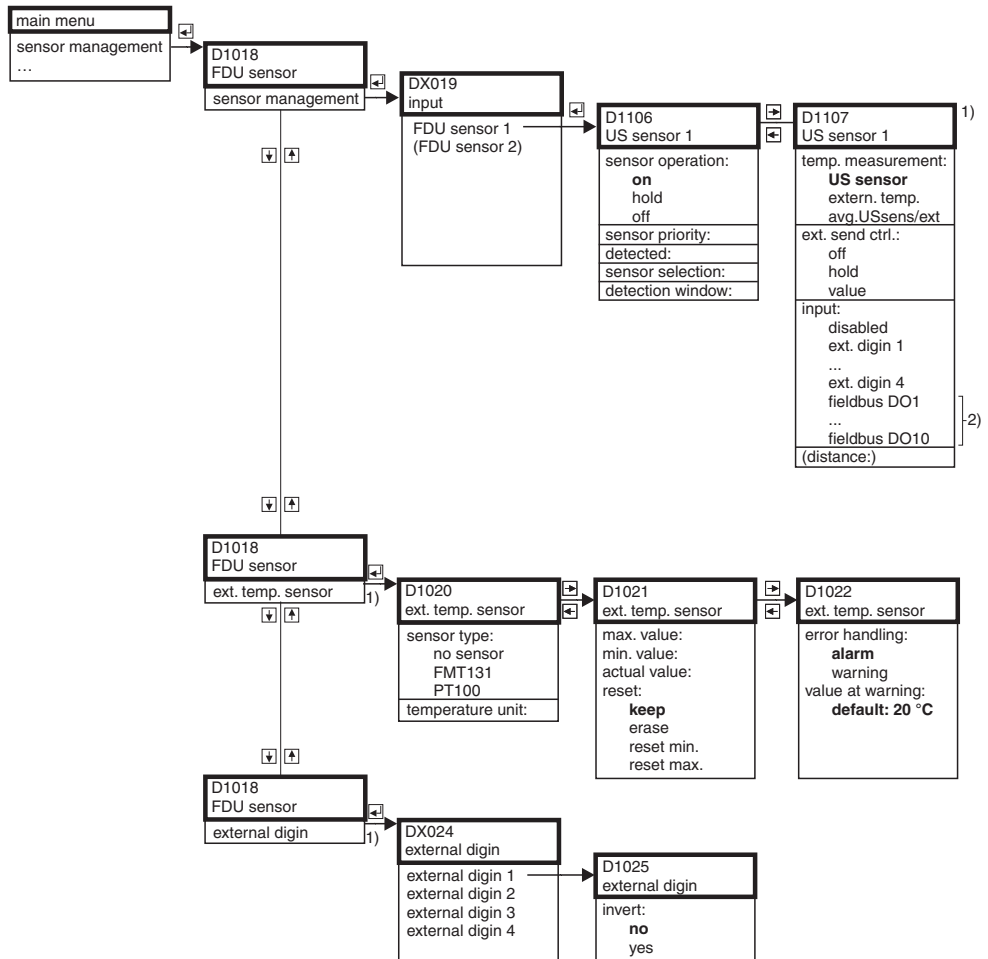 main menu
sensor management
…
D1018
FDU sensor
sensor management
DX019
input
FDU sensor 1
(FDU sensor 2)
D1106
US sensor 1
sensor operation:
on
hold
off
sensor priority:
detected:
sensor selection:
detection window:
D1107
US sensor 1
1)
temp. measurement:
US sensor
extern. temp.
avg.USsens/ext
ext. send ctrl.:
off
hold
value
input:
disabled
ext. digin 1
...
ext. digin 4
fieldbus DO1
...
fieldbus DO10
2)
(distance:)
D1018
FDU sensor
ext. temp. sensor
1)
D1020
ext. temp. sensor
sensor type:
no sensor
FMT131
PT100
temperature unit:
D1021
ext. temp. sensor
max. value:
min. value:
actual value:
reset:
keep
erase
reset min.
reset max.
D1022
ext. temp. sensor
error handling:
alarm
warning
value at warning:
default: 20 °C
D1018
FDU sensor
external digin
1)
DX024
external digin
external digin 1
external digin 2
external digin 3
external digin 4
D1025
external digin
invert:
no
yes